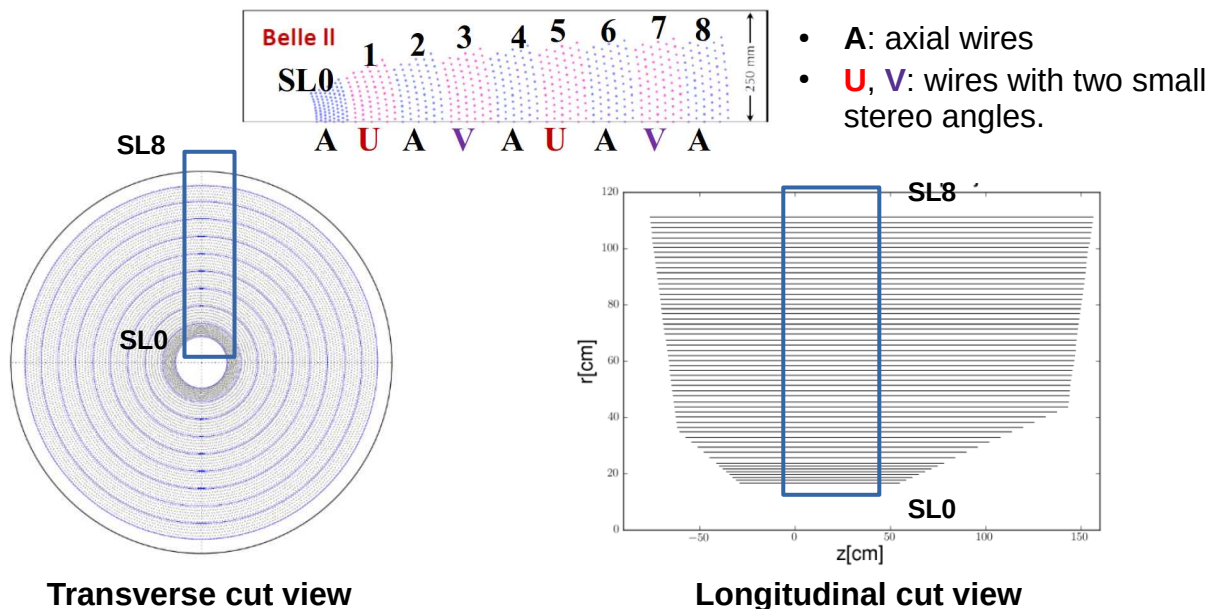 Belle ll
SL0
1
2
3
4
5
6
7
8
250 mm
A U A V A U A V A
• A: axial wires
• U, V: wires with two small
stereo angles.
SL8
SL0
Transverse cut view
SL8
120
100
80
60
40
20
0
r[cm]
SL0
−50 0 50 100 150
z[cm]
Longitudinal cut view